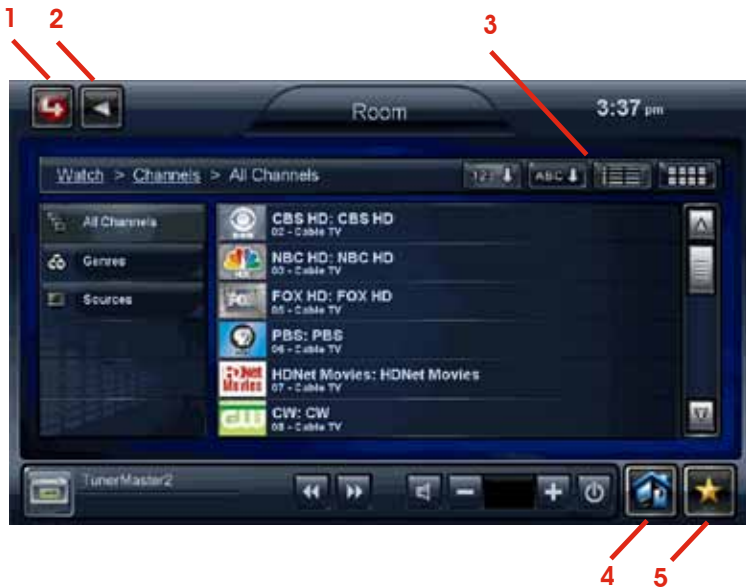 1
2
3
Room
3:37 pm
Watch > Channels > All Channels
123
ABC
All Channels
Genres
Sources
CBS HD: CBS HD
02 - Cable TV
NBC HD: NBC HD
03 - Cable TV
FOX HD: FOX HD
05 - Cable TV
PBS: PBS
06 - Cable TV
HDNet Movies: HDNet Movies
07 - Cable TV
CW: CW
08 - Cable TV
TunerMaster2
4
5